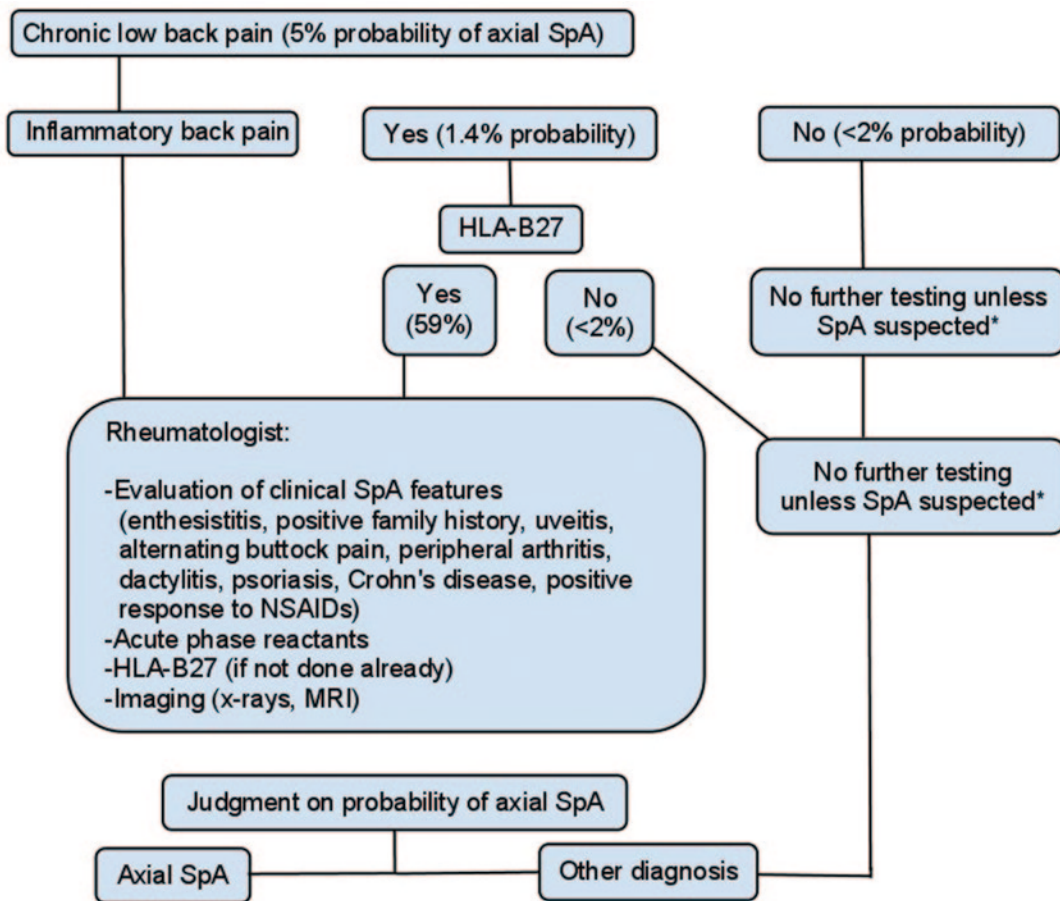 Chronic low back pain (5% probability of axial SpA)
Inflammatory back pain
Yes (1.4% probability)
No (<2% probability)
HLA-B27
Yes
(59%)
No
(<2%)
No further testing unless
SpA suspected*
Rheumatologist:
-Evaluation of clinical SpA features
(enthesistitis, positive family history, uveitis,
alternating buttock pain, peripheral arthritis,
dactylitis, psoriasis, Crohn's disease, positive
response to NSAIDs)
-Acute phase reactants
-HLA-B27 (if not done already)
-Imaging (x-rays, MRI)
No further testing
unless SpA suspected*
Judgment on probability of axial SpA
Axial SpA
Other diagnosis